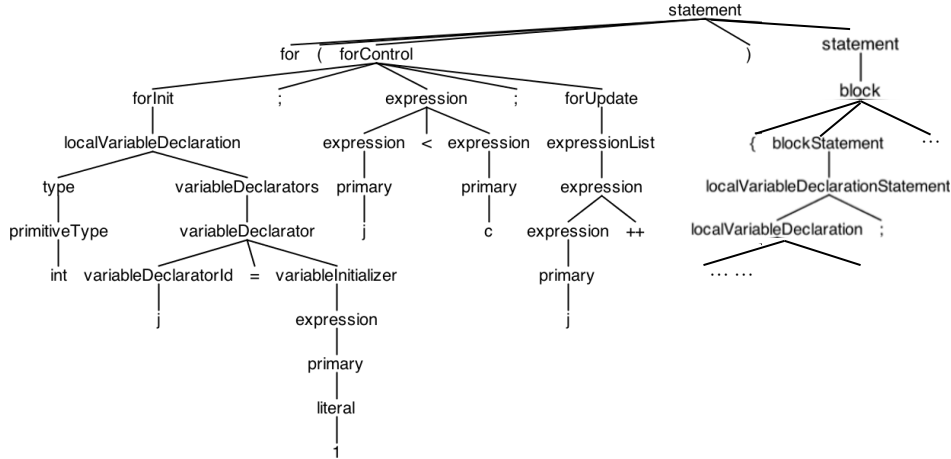 statement
for ( forControl ) statement
forInit ; expression ; forUpdate block
localVariableDeclaration expression < expression expressionList { blockStatement ...
type variableDeclarators primary primary expression localVariableDeclarationStatement
primitiveType variableDeclarator j c expression ++ localVariableDeclaration ;
int variableDeclaratorId = variableInitializer primary ... ...
j expression j
primary
literal
1